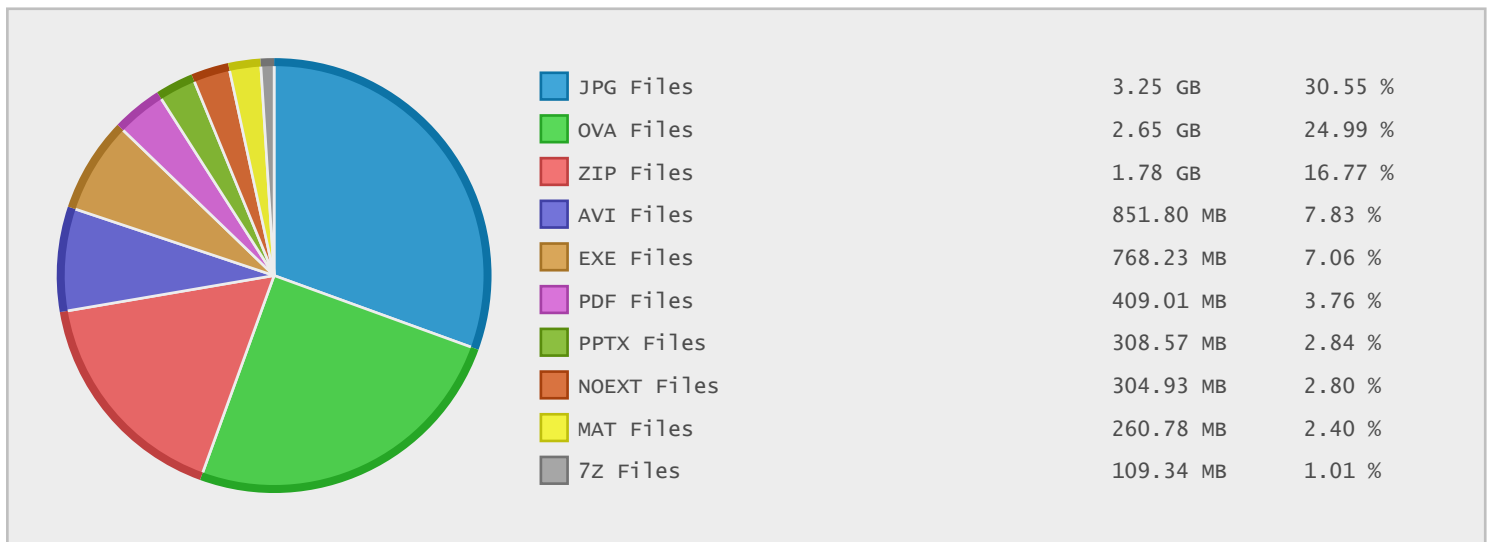 JPG Files 3.25 GB 30.55 %
OVA Files 2.65 GB 24.99 %
ZIP Files 1.78 GB 16.77 %
AVI Files 851.80 MB 7.83 %
EXE Files 768.23 MB 7.06 %
PDF Files 409.01 MB 3.76 %
PPTX Files 308.57 MB 2.84 %
NOEXT Files 304.93 MB 2.80 %
MAT Files 260.78 MB 2.40 %
7Z Files 109.34 MB 1.01 %